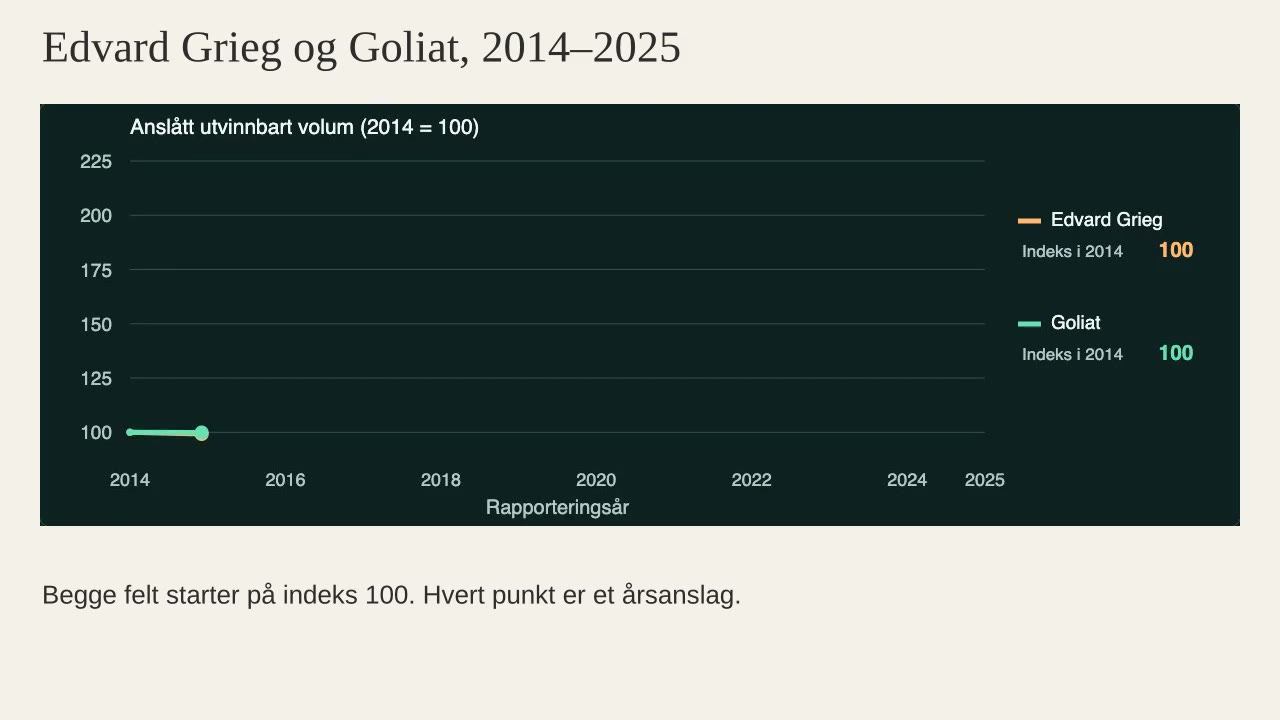 Edvard Grieg og Goliat, 2014–2025
Anslått utvinnbart volum (2014 = 100)
225
200
175
150
125
100
2014 2016 2018 2020 2022 2024 2025
Rapporteringsår
Edvard Grieg
Indeks i 2014 100
Goliat
Indeks i 2014 100
Begge felt starter på indeks 100. Hvert punkt er et årsanslag.